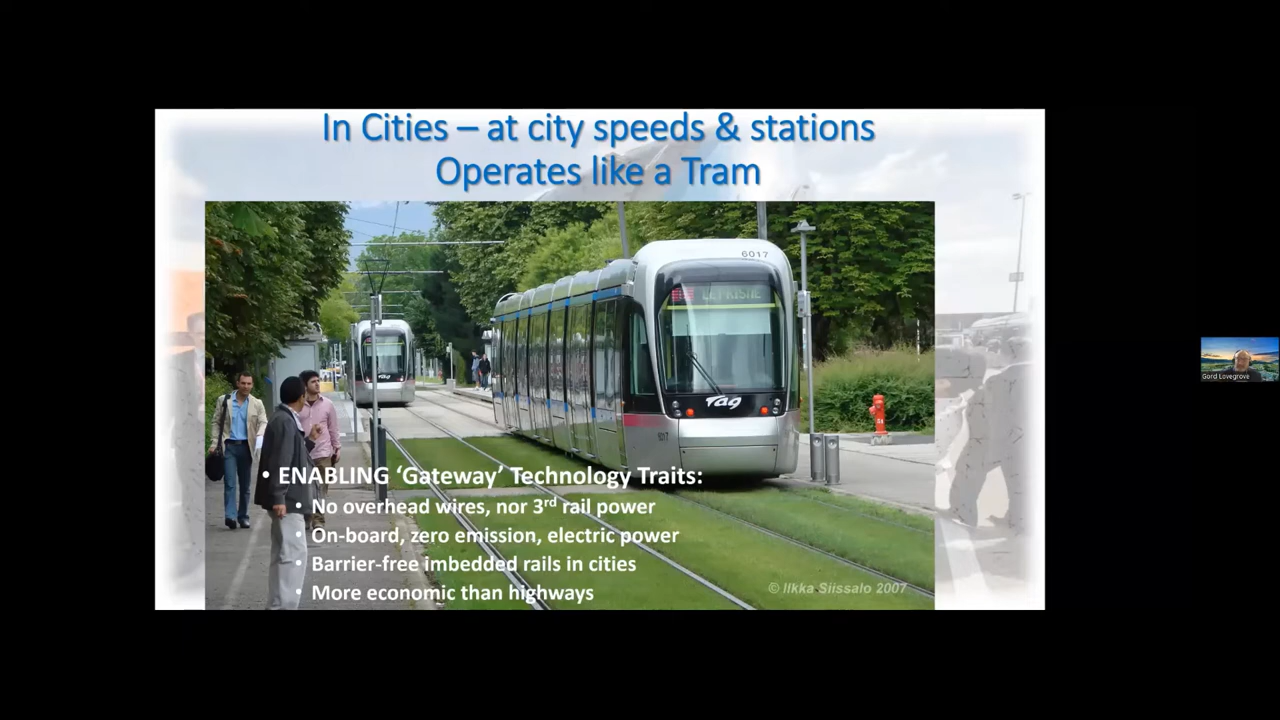 In Cities – at city speeds & stations
Operates like a Tram
6017
Tag
Tag
6017
• ENABLING ‘Gateway’ Technology Traits:
• No overhead wires, nor 3rd rail power
• On-board, zero emission, electric power
• Barrier-free imbedded rails in cities
• More economic than highways
© Ilkka Siissalo 2007
Gord Lovegrove